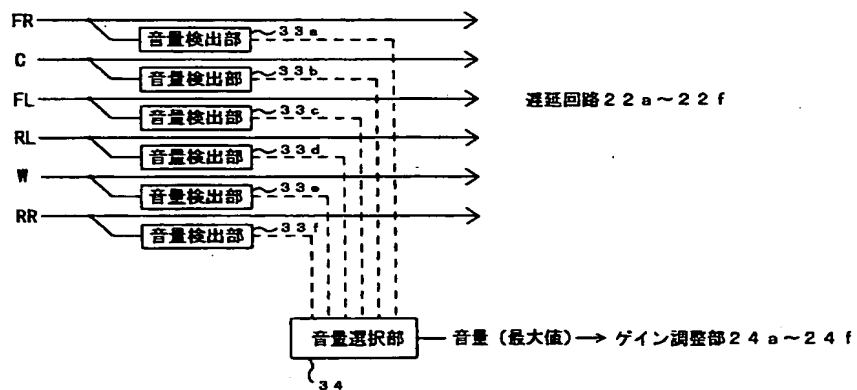 FR
音量検出部 33a
C
音量検出部 33b
FL
音量検出部 33c
遅延回路22a～22f
RL
音量検出部 33d
W
音量検出部 33e
RR
音量検出部 33f
音量選択部 音量（最大値） ゲイン調整部24a～24f
34